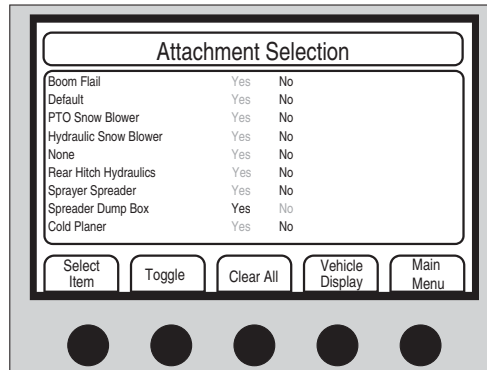 Attachment Selection
Boom Flail Yes No
Default Yes No
PTO Snow Blower Yes No
Hydraulic Snow Blower Yes No
None Yes No
Rear Hitch Hydraulics Yes No
Sprayer Spreader Yes No
Spreader Dump Box Yes No
Cold Planer Yes No
Select Item
Toggle
Clear All
Vehicle Display
Main Menu